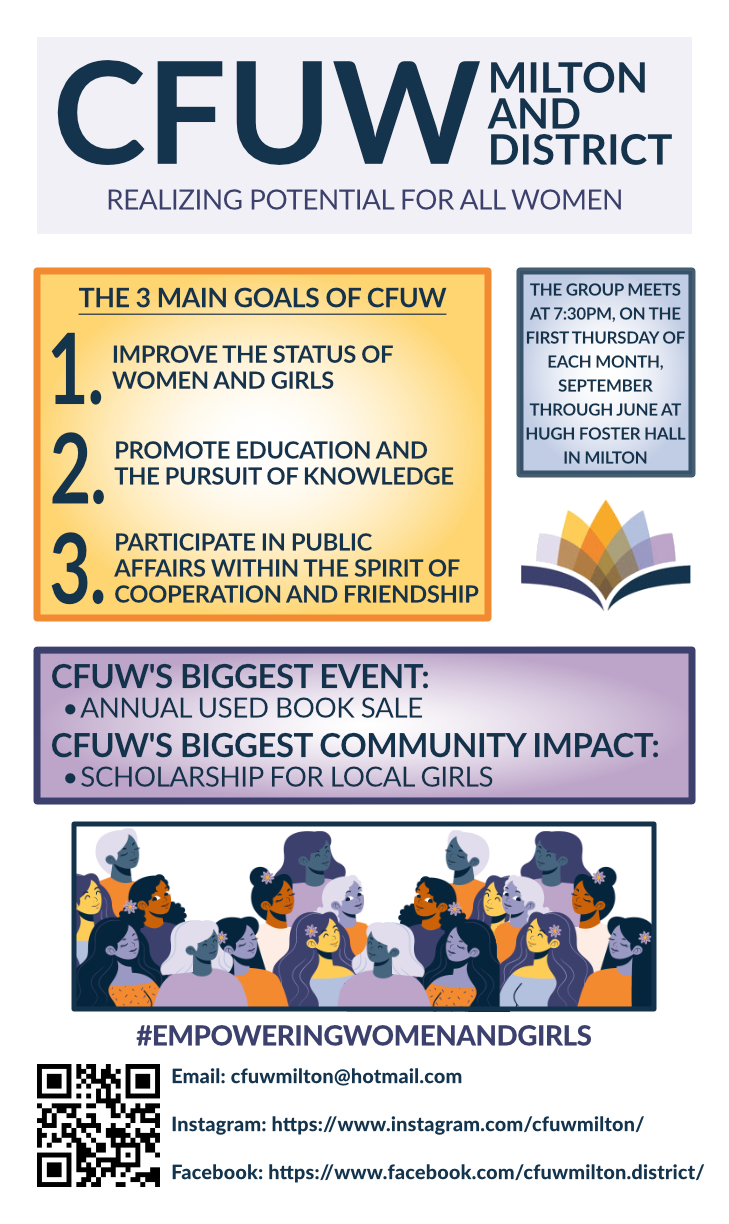 CFUW MILTON
AND
DISTRICT
REALIZING POTENTIAL FOR ALL WOMEN
THE 3 MAIN GOALS OF CFUW
1. IMPROVE THE STATUS OF
WOMEN AND GIRLS
2. PROMOTE EDUCATION AND
THE PURSUIT OF KNOWLEDGE
3. PARTICIPATE IN PUBLIC
AFFAIRS WITHIN THE SPIRIT OF
COOPERATION AND FRIENDSHIP
THE GROUP MEETS
AT 7:30PM, ON THE
FIRST THURSDAY OF
EACH MONTH,
SEPTEMBER
THROUGH JUNE AT
HUGH FOSTER HALL
IN MILTON
CFUW'S BIGGEST EVENT:
• ANNUAL USED BOOK SALE
CFUW'S BIGGEST COMMUNITY IMPACT:
• SCHOLARSHIP FOR LOCAL GIRLS
#EMPOWERINGWOMENANDGIRLS
Email: cfuwmilton@hotmail.com
Instagram: https://www.instagram.com/cfuwmilton/
Facebook: https://www.facebook.com/cfuwmilton.district/